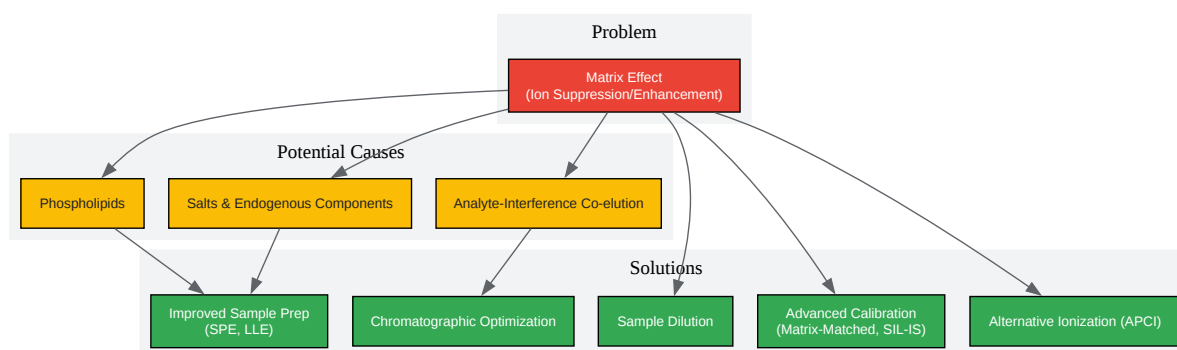 Problem
Matrix Effect
(Ion Suppression/Enhancement)
Potential Causes
Phospholipids
Salts & Endogenous Components
Analyte-Interference Co-elution
Solutions
Improved Sample Prep
(SPE, LLE)
Chromatographic Optimization
Sample Dilution
Advanced Calibration
(Matrix-Matched, SIL-IS)
Alternative Ionization (APCI)